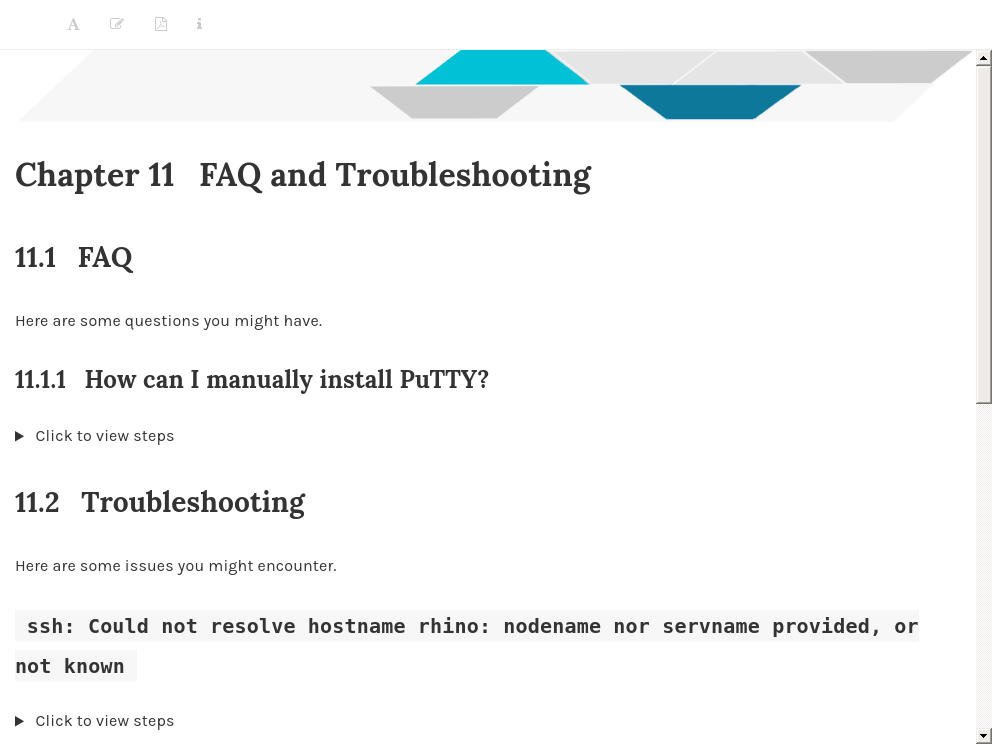 Chapter 11 FAQ and Troubleshooting
11.1 FAQ
Here are some questions you might have.
11.1.1 How can I manually install PuTTY?
Click to view steps
11.2 Troubleshooting
Here are some issues you might encounter.
ssh: Could not resolve hostname rhino: nodename nor servname provided, or
not known
Click to view steps